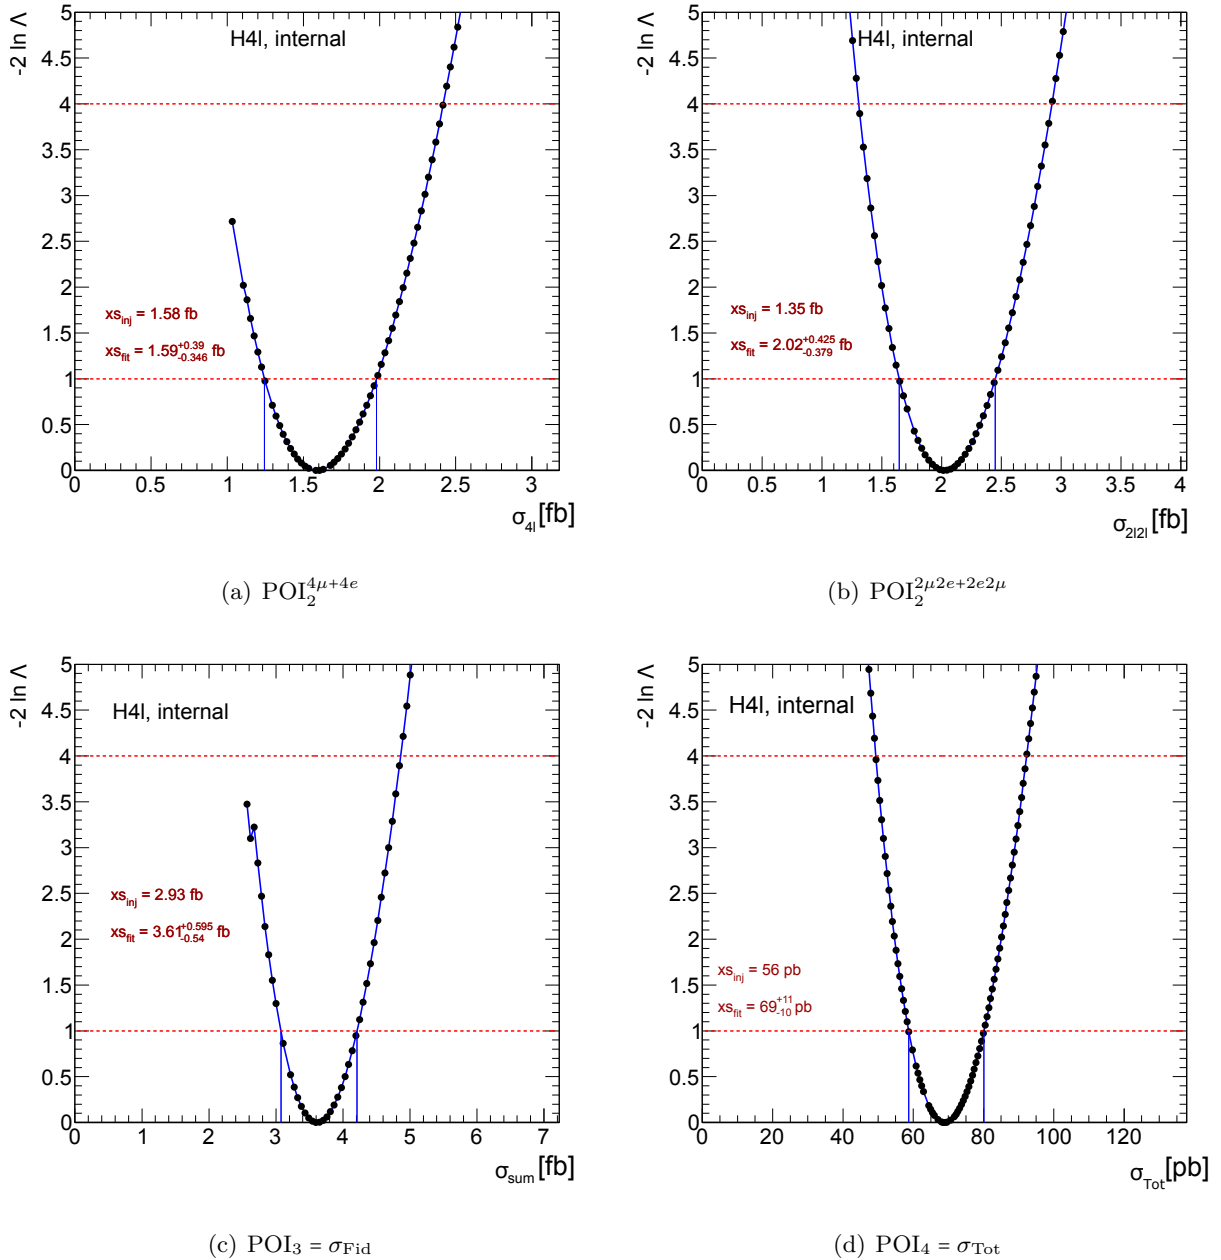 -2 ln Λ
H4l, internal
5
4.5
4
3.5
3
2.5
2
1.5
1
0.5
0
xs_inj = 1.58 fb
xs_fit = 1.59 +0.39 -0.346 fb
0 0.5 1 1.5 2 2.5 3
σ_4l [fb]
(a) POI_2^{4μ+4e}
-2 ln Λ
H4l, internal
5
4.5
4
3.5
3
2.5
2
1.5
1
0.5
0
xs_inj = 1.35 fb
xs_fit = 2.02 +0.425 -0.379 fb
0 0.5 1 1.5 2 2.5 3 3.5 4
σ_2l2l [fb]
(b) POI_2^{2μ2e+2e2μ}
-2 ln Λ
H4l, internal
5
4.5
4
3.5
3
2.5
2
1.5
1
0.5
0
xs_inj = 2.93 fb
xs_fit = 3.61 +0.595 -0.54 fb
0 1 2 3 4 5 6 7
σ_sum [fb]
(c) POI_3 = σ_Fid
-2 ln Λ
H4l, internal
5
4.5
4
3.5
3
2.5
2
1.5
1
0.5
0
xs_inj = 56 pb
xs_fit = 69 +11 -10 pb
0 20 40 60 80 100 120
σ_Tot [pb]
(d) POI_4 = σ_Tot